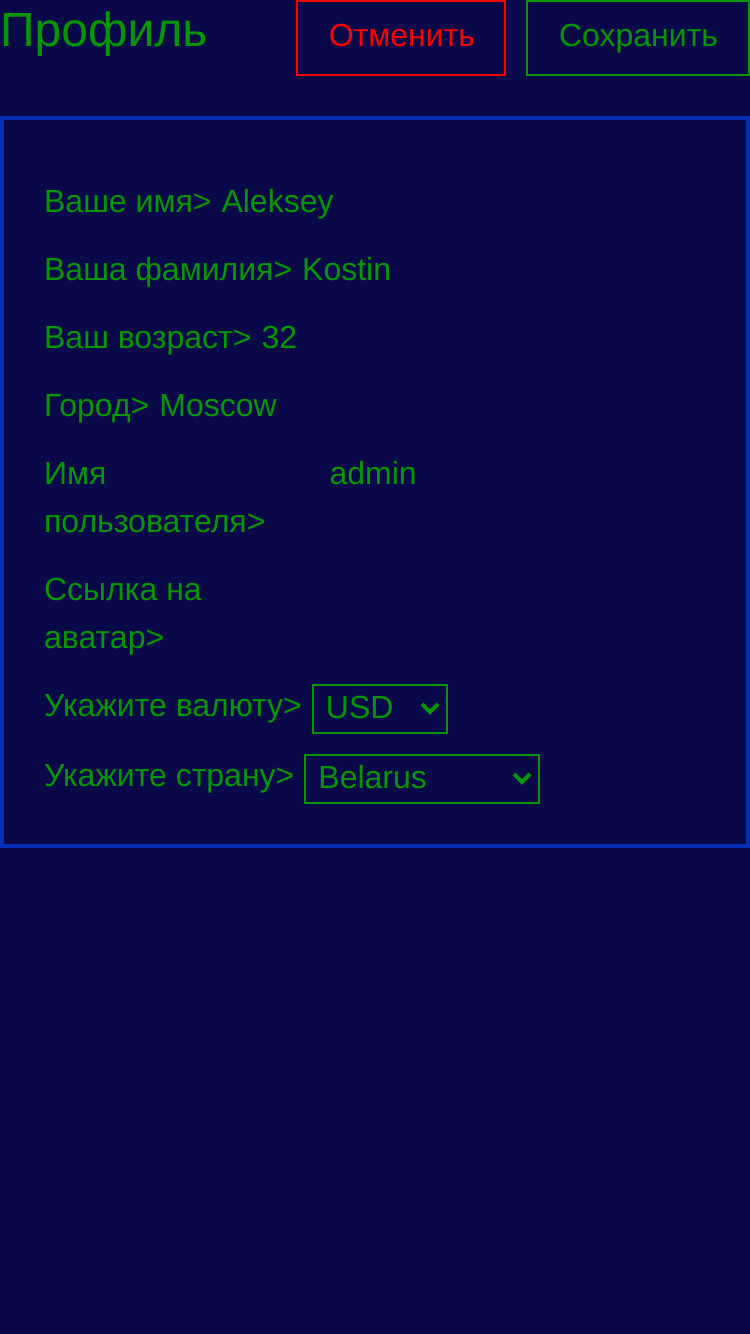 Профиль
Отменить
Сохранить
Ваше имя> Aleksey
Ваша фамилия> Kostin
Ваш возраст> 32
Город> Moscow
Имя admin
пользователя>
Ссылка на
аватар>
Укажите валюту> USD
Укажите страну> Belarus